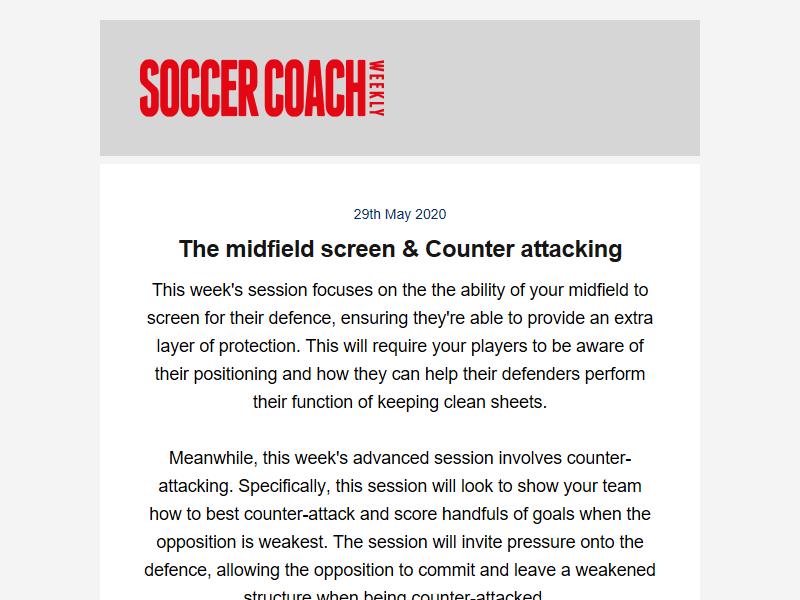 SOCCER COACH WEEKLY
29th May 2020
The midfield screen & Counter attacking
This week's session focuses on the the ability of your midfield to
screen for their defence, ensuring they're able to provide an extra
layer of protection. This will require your players to be aware of
their positioning and how they can help their defenders perform
their function of keeping clean sheets.
Meanwhile, this week's advanced session involves counter-
attacking. Specifically, this session will look to show your team
how to best counter-attack and score handfuls of goals when the
opposition is weakest. The session will invite pressure onto the
defence, allowing the opposition to commit and leave a weakened
structure when being counter-attacked.